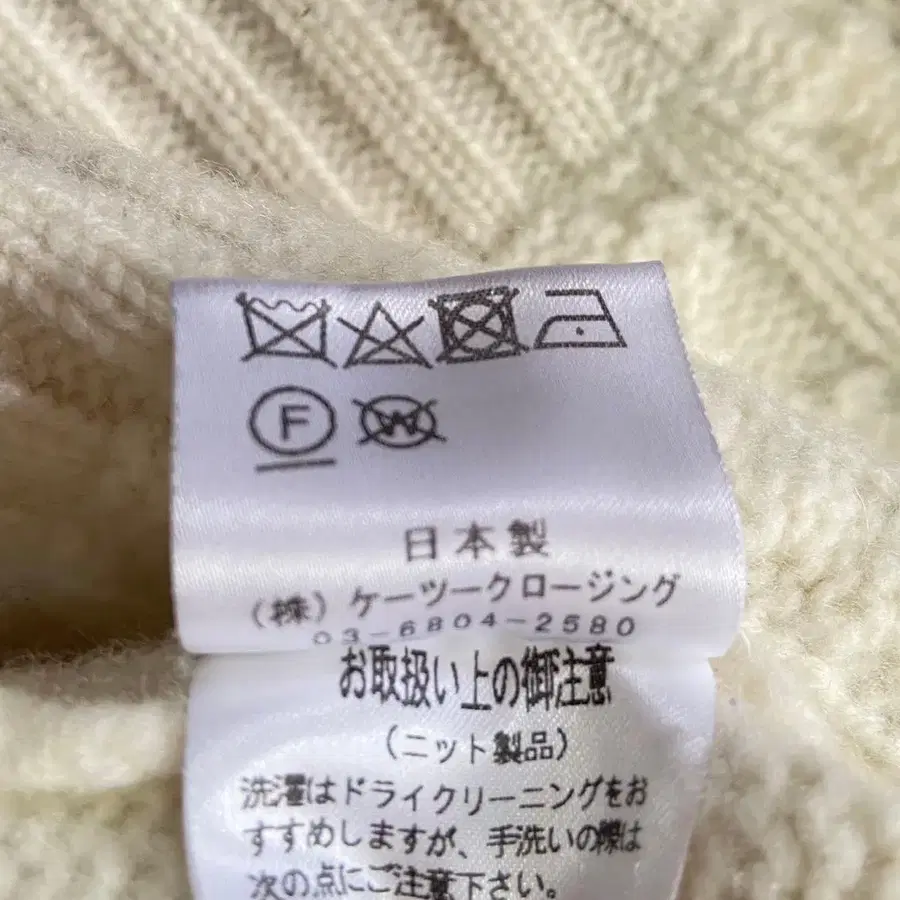 F W
日本製
(株)ケーツークロージング
03-6804-2580
お取扱い上の御注意
(ニット製品)
洗濯はドライクリーニングをお
すすめしますが、手洗いの際は
次の点にご注意下さい。